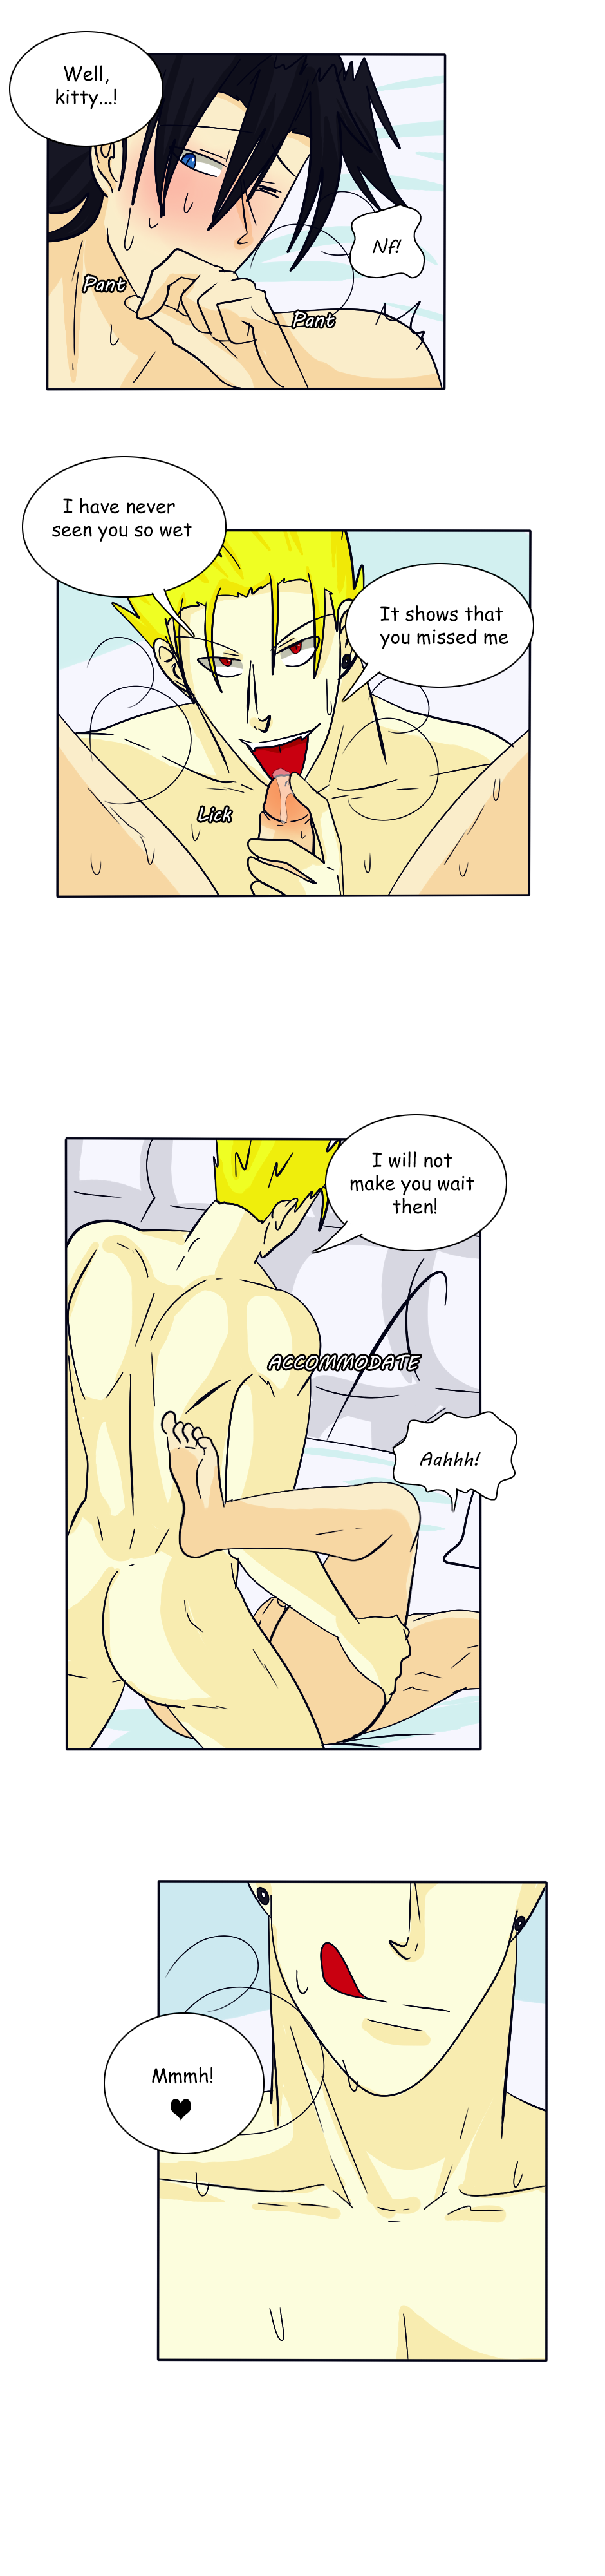 Well,
kitty...!
Nf!
Pant
Pant
I have never
seen you so wet
It shows that
you missed me
Lick
I will not
make you wait
then!
ACCOMMODATE
Aahhh!
Mmmh!